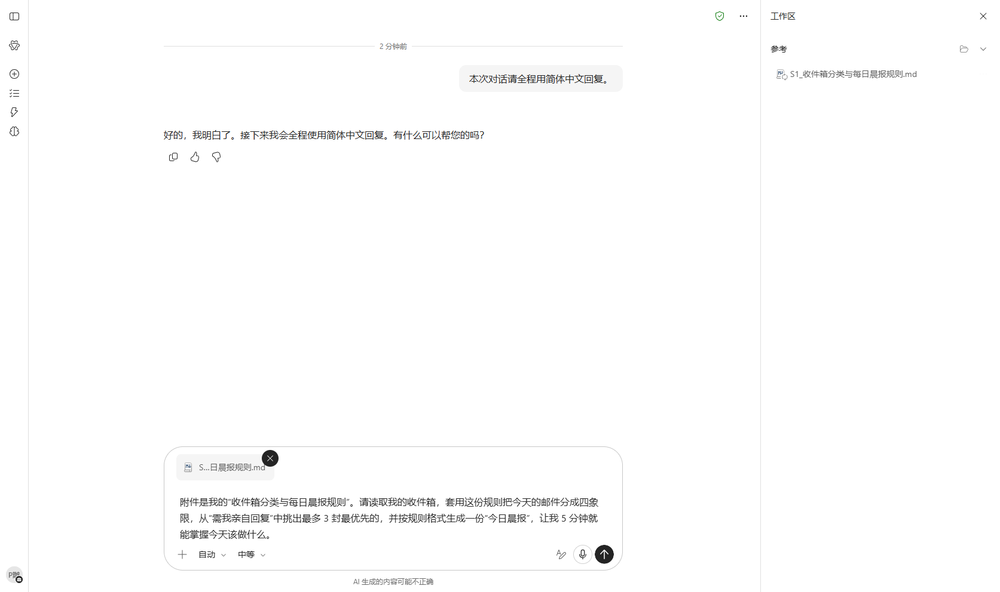 工作区
2 分钟前
参考
本次对话请全程用简体中文回复。
S1_收件箱分类与每日晨报规则.md
好的，我明白了。接下来我会全程使用简体中文回复。有什么可以帮您的吗？
S...日晨报规则.md
附件是我的“收件箱分类与每日晨报规则”。请读取我的收件箱，套用这份规则把今天的邮件分成四象
限，从“需我亲自回复”中挑出最多 3 封最优先的，并按规则格式生成一份“今日晨报”，让我 5 分钟就
能掌握今天该做什么。
自动
中等
P辦
AI 生成的内容可能不正确